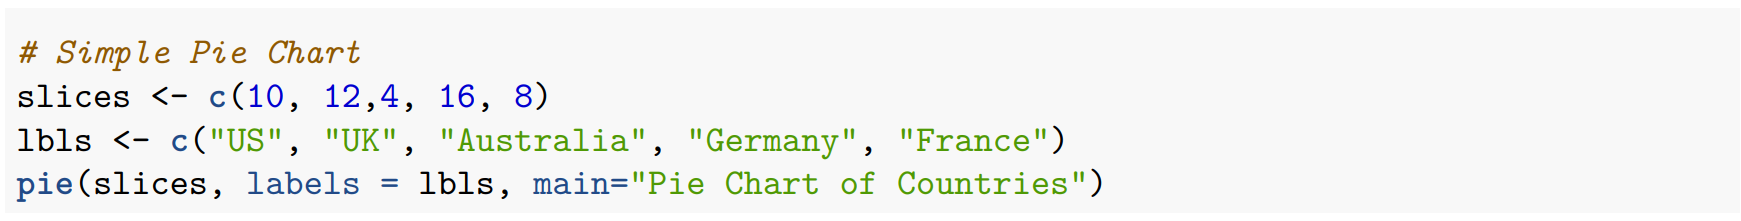 # Simple Pie Chart
slices <- c(10, 12,4, 16, 8)
lbls <- c("US", "UK", "Australia", "Germany", "France")
pie(slices, labels = lbls, main="Pie Chart of Countries")